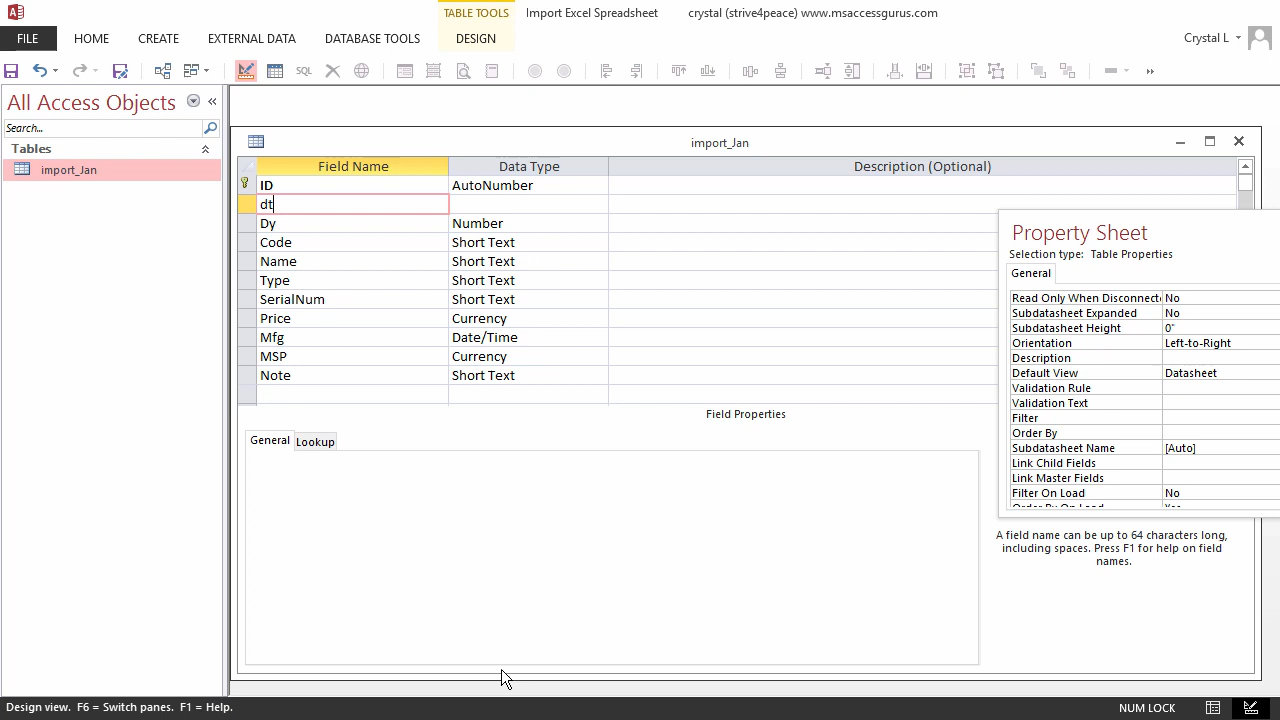 TABLE TOOLS Import Excel Spreadsheet crystal (strive4peace) www.msaccessgurus.com
FILE HOME CREATE EXTERNAL DATA DATABASE TOOLS DESIGN Crystal L
SQL
All Access Objects
Search...
Tables
import_Jan
import_Jan
Field Name Data Type Description (Optional)
ID AutoNumber
dt
Dy Number
Code Short Text
Name Short Text
Type Short Text
SerialNum Short Text
Price Currency
Mfg Date/Time
MSP Currency
Note Short Text
Field Properties
General Lookup
Property Sheet
Selection type: Table Properties
General
Read Only When Disconnect No
Subdatasheet Expanded No
Subdatasheet Height 0"
Orientation Left-to-Right
Description
Default View Datasheet
Validation Rule
Validation Text
Filter
Order By
Subdatasheet Name [Auto]
Link Child Fields
Link Master Fields
Filter On Load No
Order By On Load Yes
A field name can be up to 64 characters long,
including spaces. Press F1 for help on field
names.
Design view. F6 = Switch panes. F1 = Help. NUM LOCK